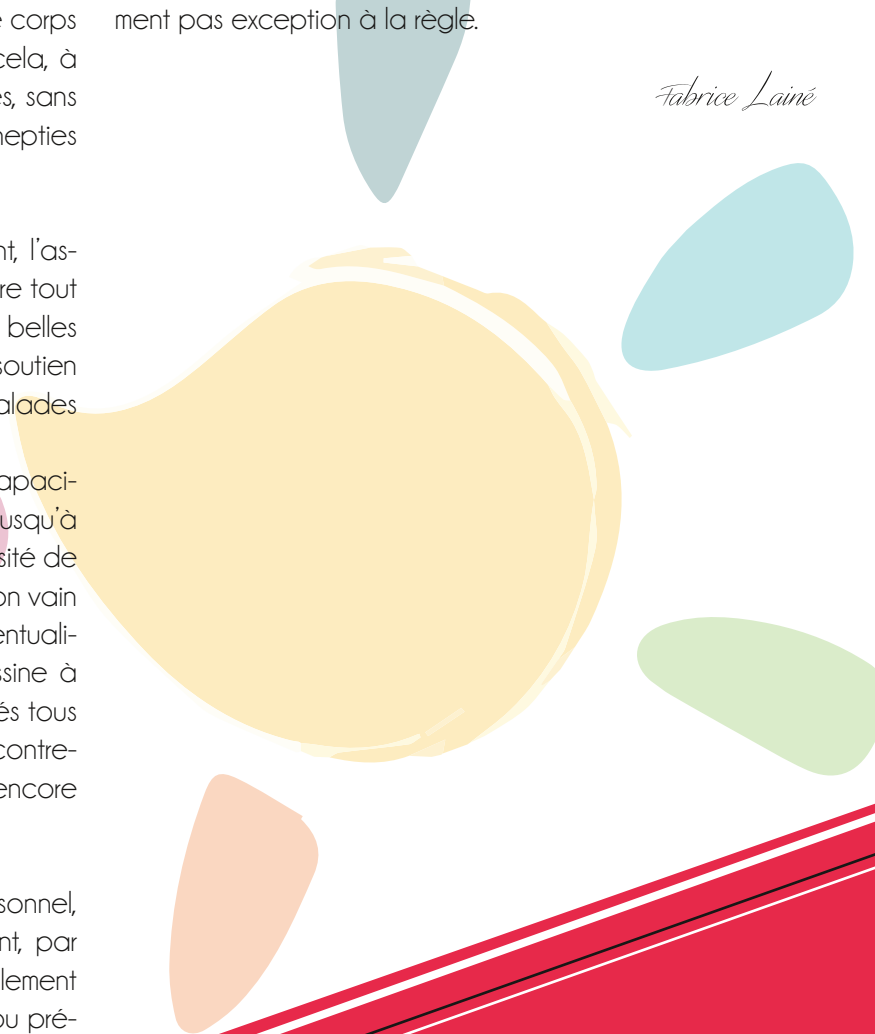 corps
cela, à
es, sans
nepties
nt, l'as-
re tout
belles
soutien
alades
apaci-
usqu'à
sité de
on vain
entuali-
ssine à
és tous
contre-
encore
sonnel,
nt, par
lement
ou pré-
ment pas exception à la règle.
Fabrice Lainé